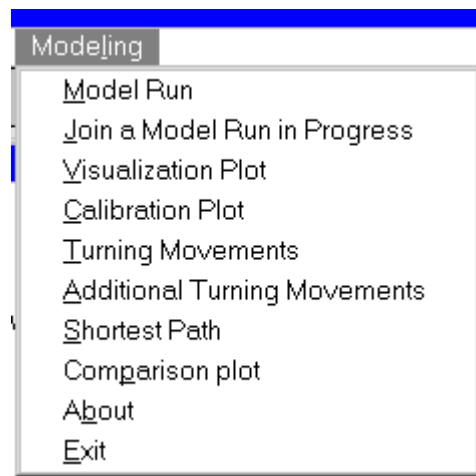 Modeling
Model Run
Join a Model Run in Progress
Visualization Plot
Calibration Plot
Turning Movements
Additional Turning Movements
Shortest Path
Comparison plot
About
Exit